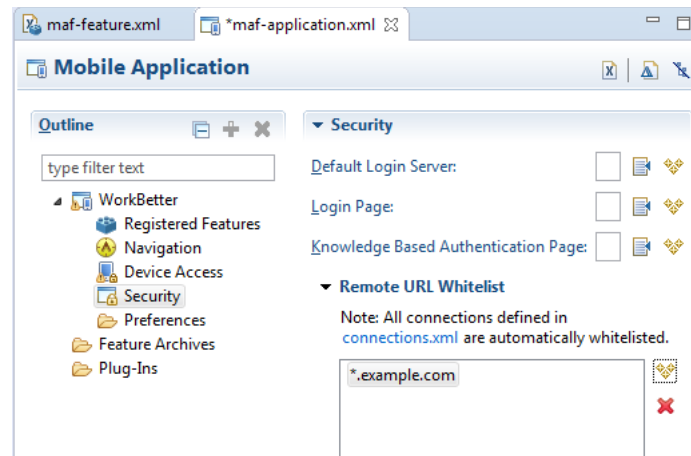 maf-feature.xml
*maf-application.xml
Mobile Application
Outline
Security
type filter text
Default Login Server:
WorkBetter
Login Page:
Registered Features
Navigation
Knowledge Based Authentication Page:
Device Access
Remote URL Whitelist
Security
Preferences
Note: All connections defined in
Feature Archives
connections.xml are automatically whitelisted.
Plug-Ins
*.example.com